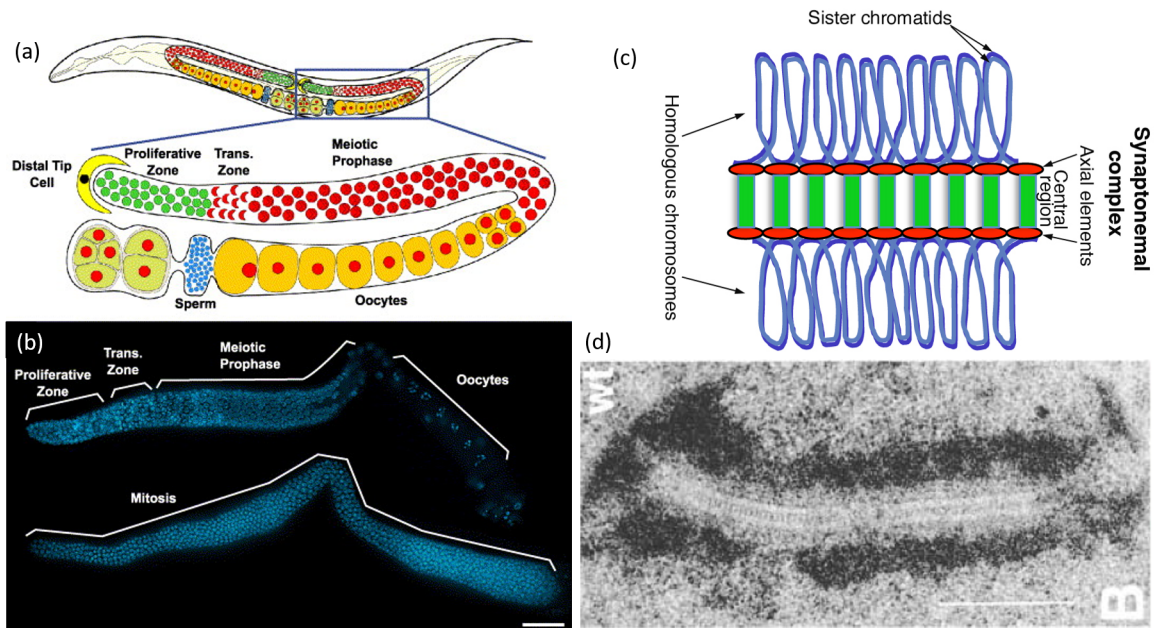 (a)
Distal Tip
Cell
Proliferative
Zone
Trans.
Zone
Meiotic
Prophase
Sperm
Oocytes
(b)
Proliferative
Zone
Trans.
Zone
Meiotic
Prophase
Oocytes
Mitosis
(c)
Sister chromatids
Homologous chromosomes
Central
region
Axial elements
Synaptonemal
complex
(d)
wt
B